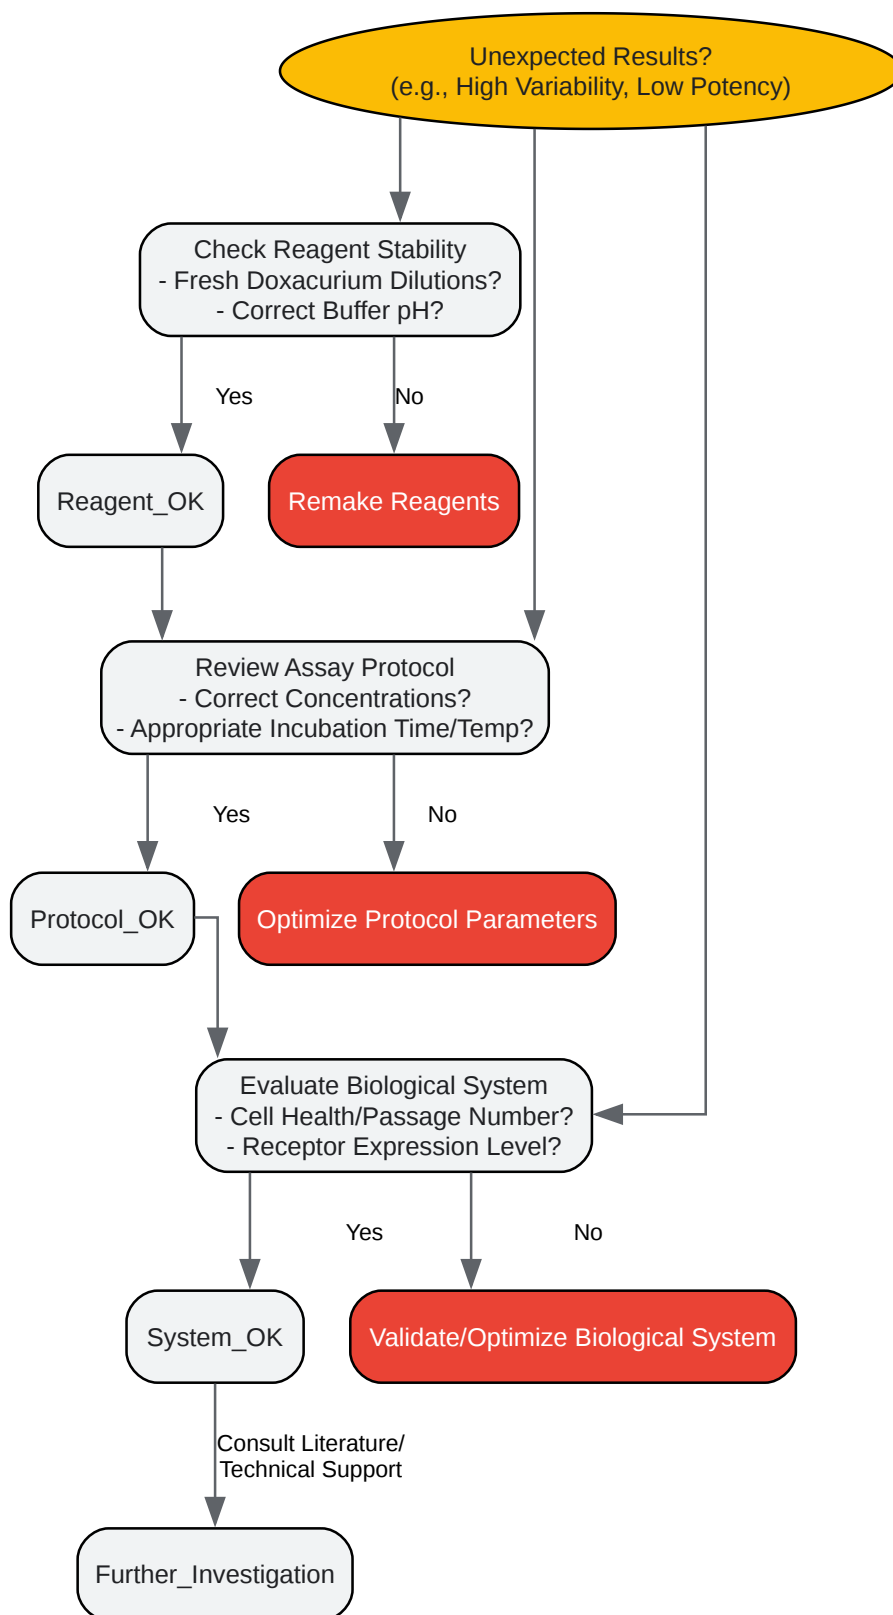 Unexpected Results?
(e.g., High Variability, Low Potency)
Check Reagent Stability
- Fresh Doxacurium Dilutions?
- Correct Buffer pH?
Yes
No
Reagent_OK
Remake Reagents
Review Assay Protocol
- Correct Concentrations?
- Appropriate Incubation Time/Temp?
Yes
No
Protocol_OK
Optimize Protocol Parameters
Evaluate Biological System
- Cell Health/Passage Number?
- Receptor Expression Level?
Yes
No
System_OK
Validate/Optimize Biological System
Consult Literature/
Technical Support
Further_Investigation